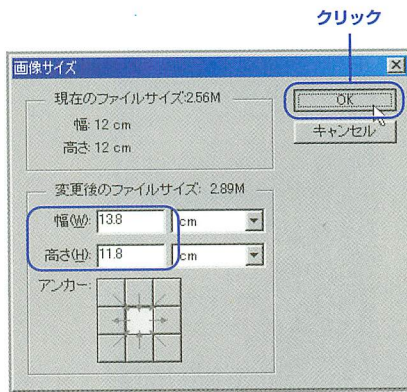 クリック
画像サイズ
現在のファイルサイズ:2.56M
幅: 12 cm
高さ: 12 cm
OK
キャンセル
変更後のファイルサイズ: 2.89M
幅(W): 13.8 cm
高さ(H): 11.8 cm
アンカー: